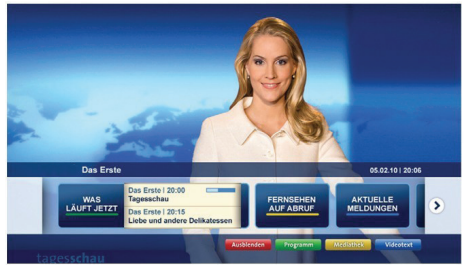 Das Erste
05.02.10 | 20:06
WAS
LÄUFT JETZT
Das Erste | 20:00
Tagesschau
Das Erste | 20:15
Liebe und andere Delikatessen
FERNSEHEN
AUF ABRUF
AKTUELLE
MELDUNGEN
Ausblenden
Programm
Mediathek
Videotext
tagesschau